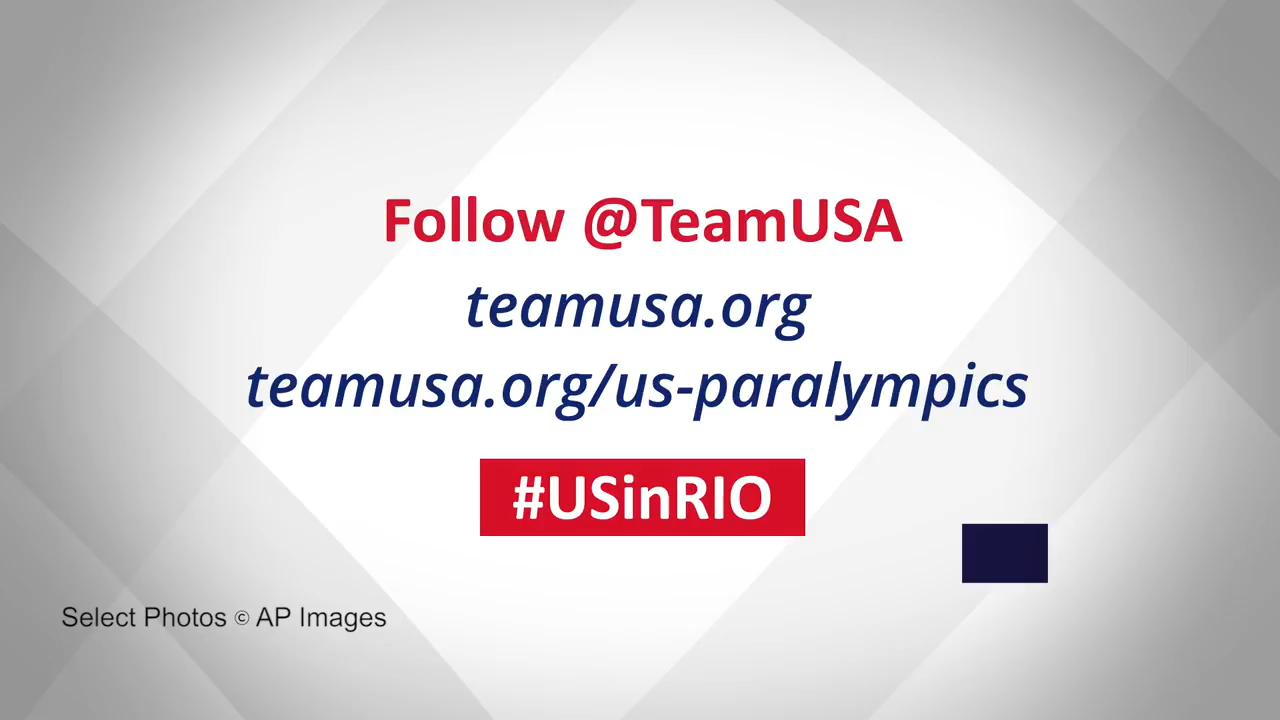 Follow @TeamUSA
teamusa.org
teamusa.org/us-paralympics
#USinRIO
Select Photos © AP Images